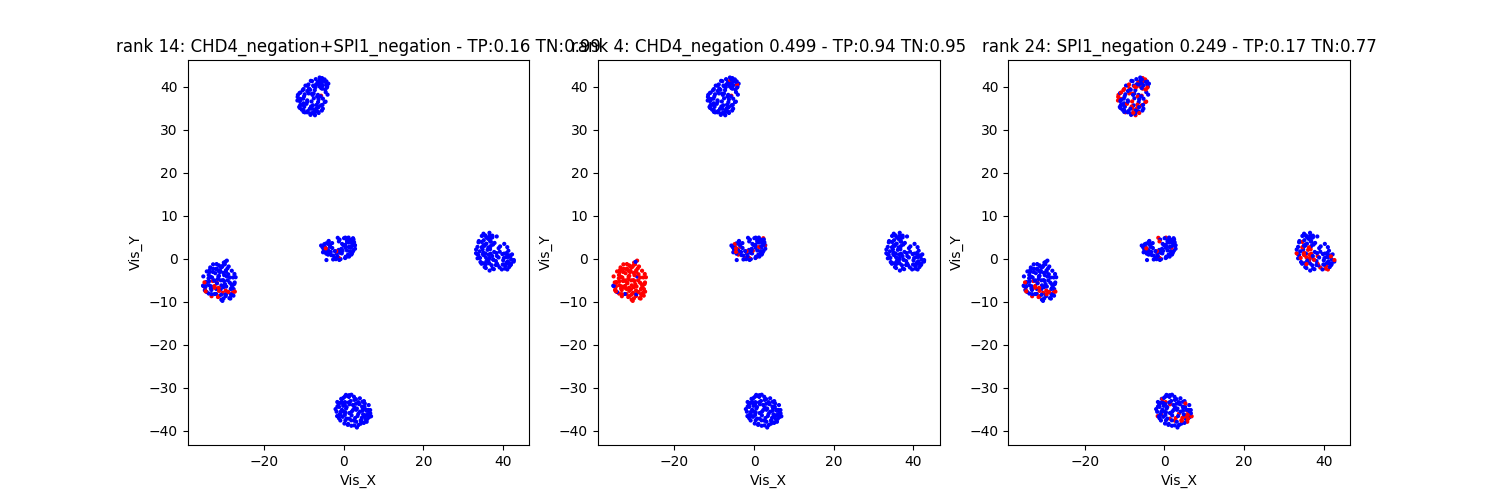 rank 14: CHD4_negation+SPI1_negation - TP:0.16 TN:0.99
rank 4: CHD4_negation 0.499 - TP:0.94 TN:0.95
rank 24: SPI1_negation 0.249 - TP:0.17 TN:0.77
40
30
20
10
0
−10
−20
−30
−40
Vis_Y
−20 0 20 40
Vis_X
40
30
20
10
0
−10
−20
−30
−40
Vis_Y
−20 0 20 40
Vis_X
40
30
20
10
0
−10
−20
−30
−40
Vis_Y
−20 0 20 40
Vis_X